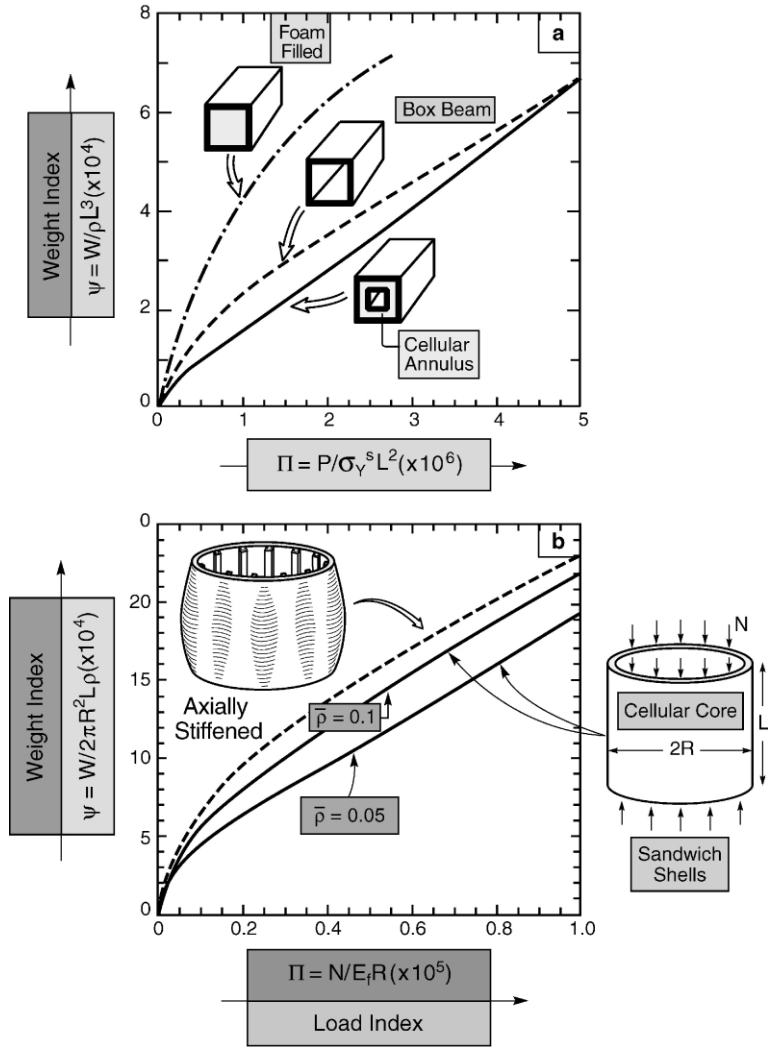 8
6
4
2
0
0
1
2
3
4
5
a
Foam
Filled
Box Beam
Cellular
Annulus
Weight Index
ψ = W/ρL³(x10⁴)
Π = P/σ_Y^s L²(x10⁶)
0
20
15
10
5
0
0
0.2
0.4
0.6
0.8
1.0
b
Axially
Stiffened
ρ̅ = 0.1
ρ̅ = 0.05
N
Cellular Core
2R
L
Sandwich
Shells
Weight Index
ψ = W/2πR²Lρ(x10⁴)
Π = N/E_fR(x10⁵)
Load Index